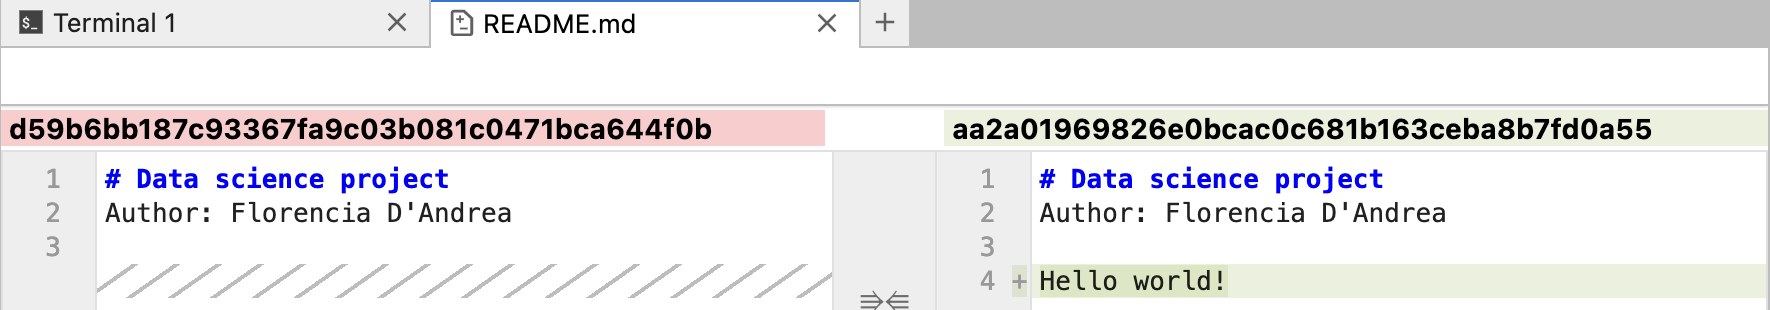 Terminal 1
README.md
d59b6bb187c93367fa9c03b081c0471bca644f0b
aa2a01969826e0bcac0c681b163ceba8b7fd0a55
1 # Data science project
2 Author: Florencia D'Andrea
3
1 # Data science project
2 Author: Florencia D'Andrea
3
4 + Hello world!